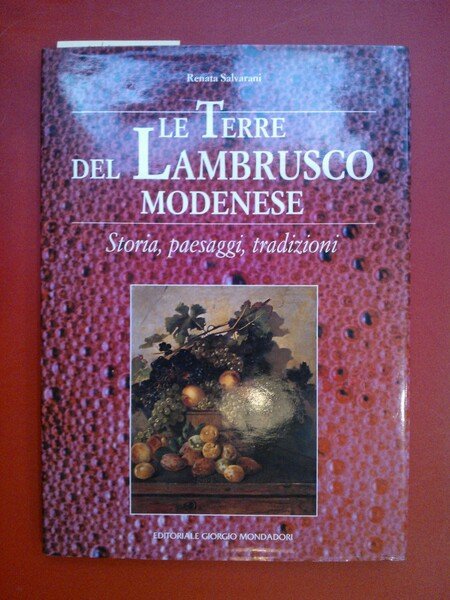 Renata Salvarani
LE TERRE
DEL LAMBRUSCO
MODENESE
Storia, paesaggi, tradizioni
EDITORIALE GIORGIO MONDADORI